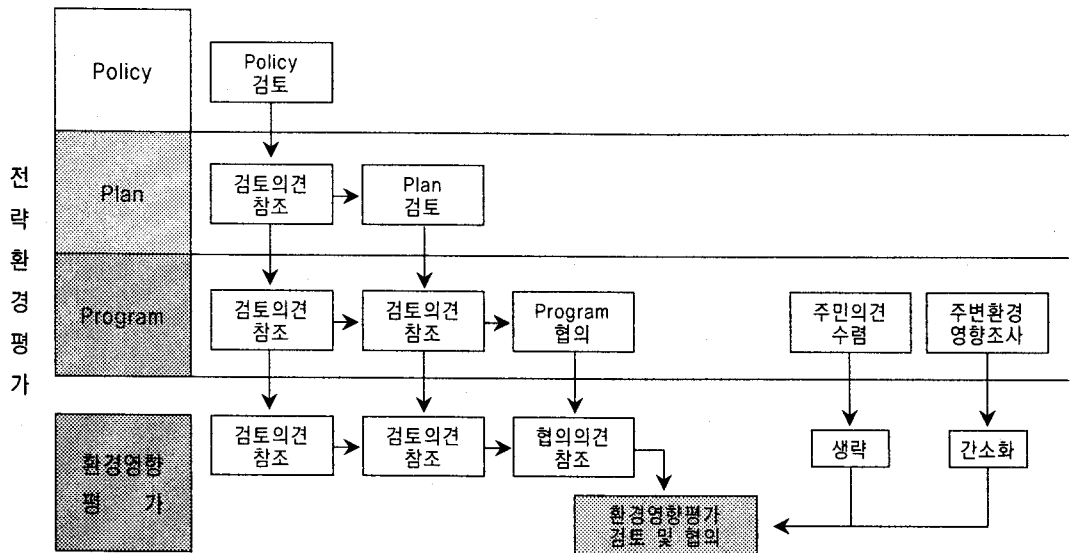 전략환경평가
Policy
Policy
검토
Plan
검토의견
참조
Plan
검토
Program
검토의견
참조
검토의견
참조
Program
협의
주민의견
수렴
주변환경
영향조사
환경영향
평 가
검토의견
참조
검토의견
참조
협의의견
참조
생략
간소화
환경영향평가
검토 및 협의